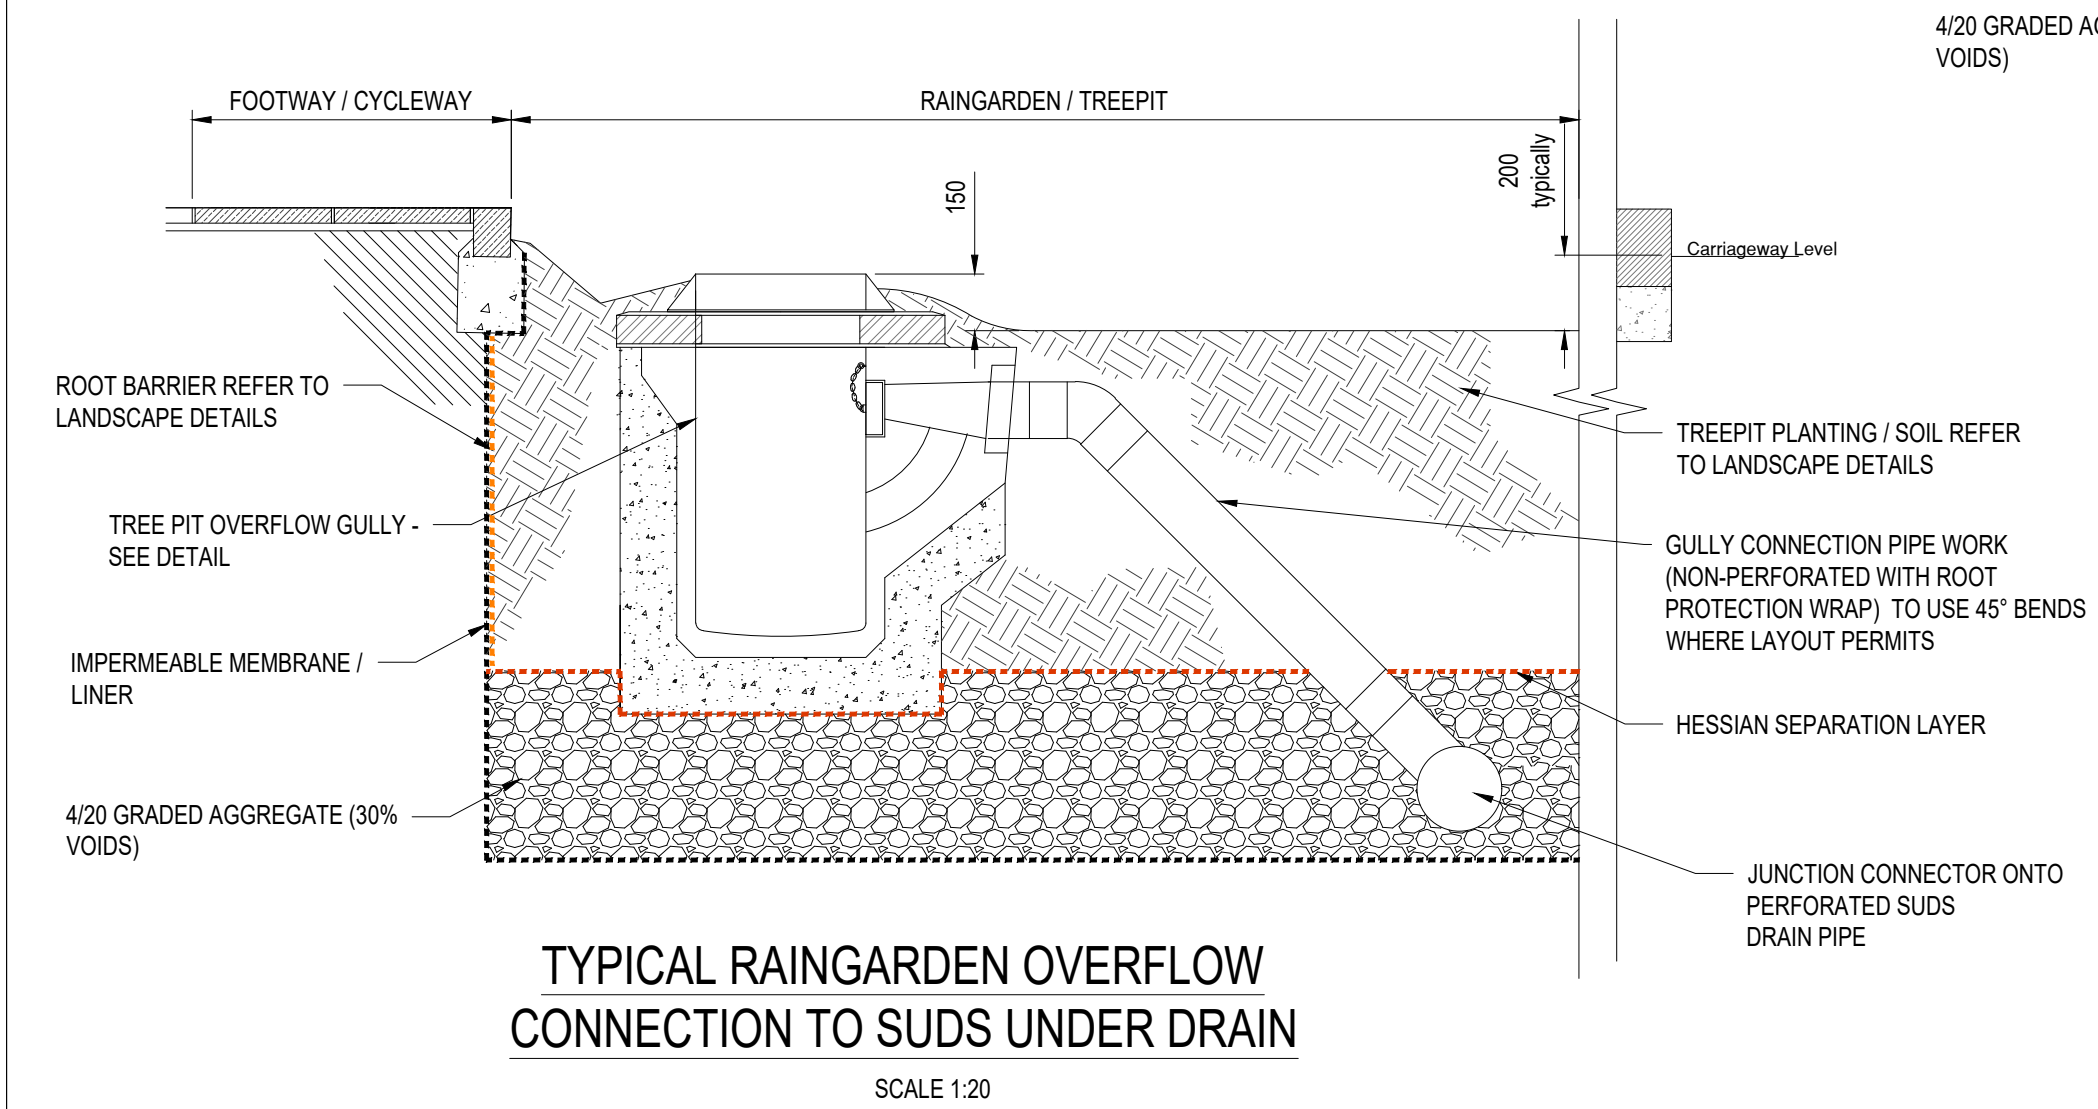 4/20 GRADED
VOIDS)
FOOTWAY / CYCLEWAY
RAINGARDEN / TREEPIT
200
typically
150
Carriageway Level
ROOT BARRIER REFER TO
LANDSCAPE DETAILS
TREE PIT OVERFLOW GULLY -
SEE DETAIL
IMPERMEABLE MEMBRANE /
LINER
4/20 GRADED AGGREGATE (30%
VOIDS)
TREEPIT PLANTING / SOIL REFER
TO LANDSCAPE DETAILS
GULLY CONNECTION PIPE WORK
(NON-PERFORATED WITH ROOT
PROTECTION WRAP) TO USE 45° BENDS
WHERE LAYOUT PERMITS
HESSIAN SEPARATION LAYER
JUNCTION CONNECTOR ONTO
PERFORATED SUDS
DRAIN PIPE
TYPICAL RAINGARDEN OVERFLOW
CONNECTION TO SUDS UNDER DRAIN
SCALE 1:20